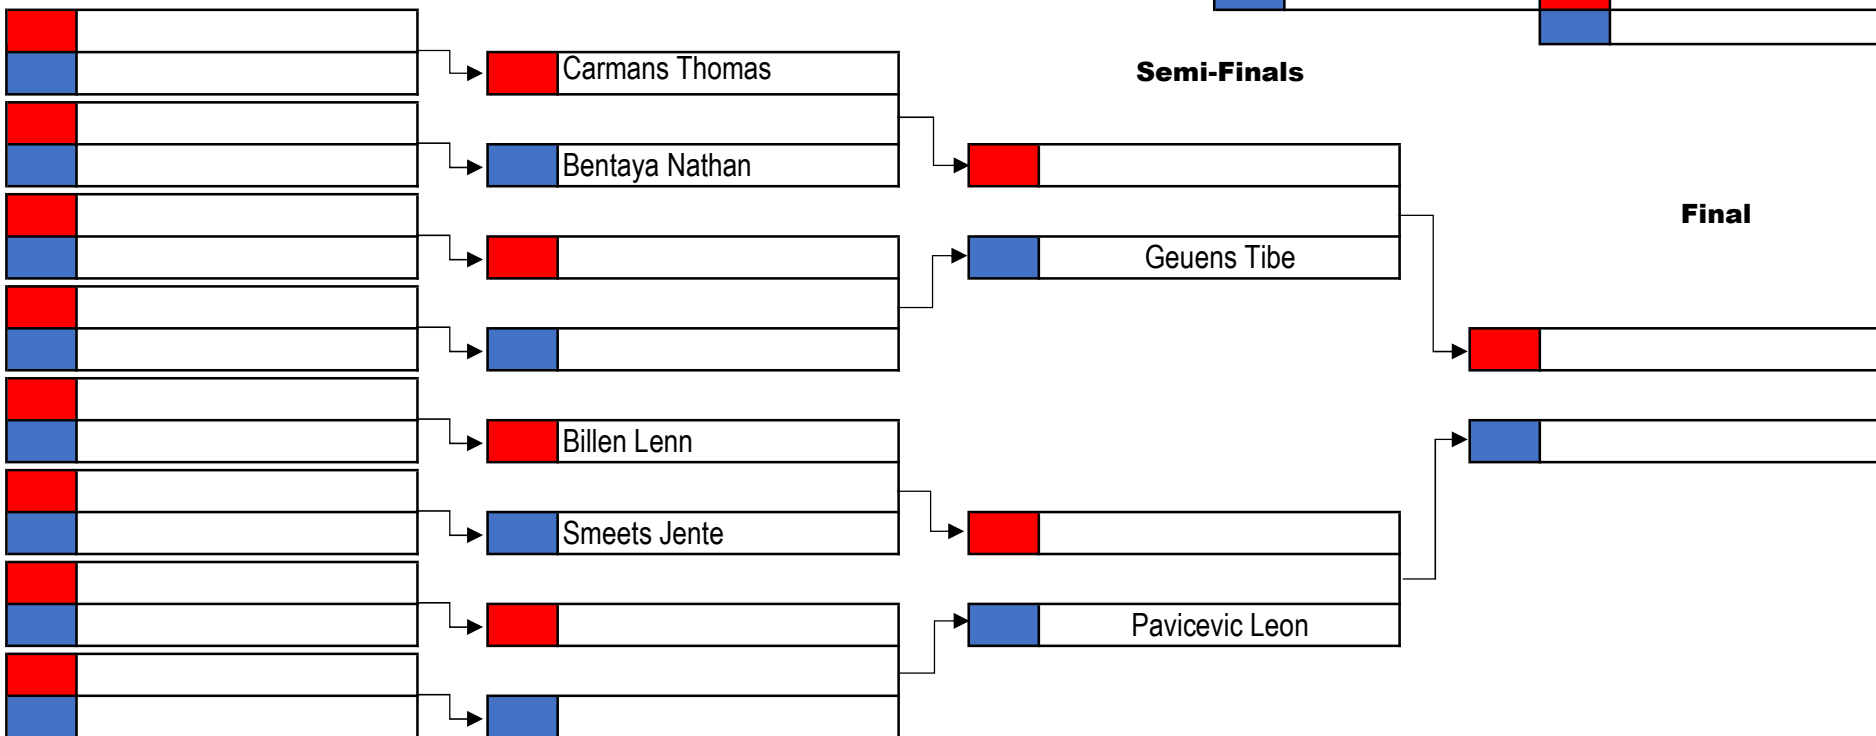 Carmans Thomas
Semi-Finals
Bentaya Nathan
Final
Geuens Tibe
Billen Lenn
Smeets Jente
Pavicevic Leon